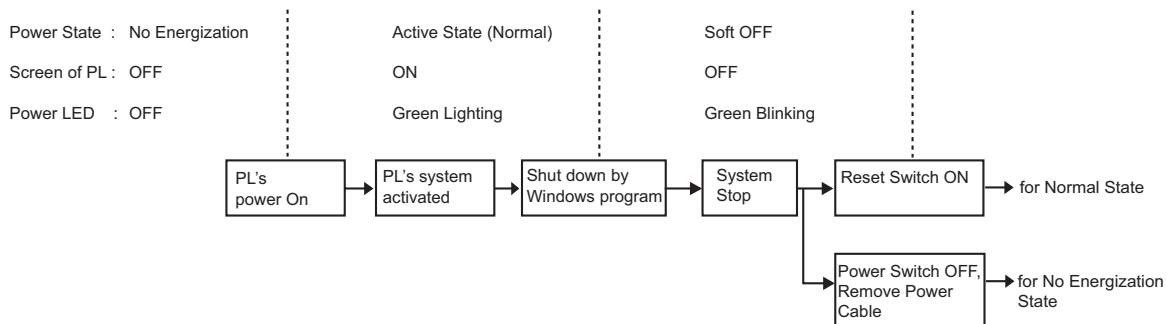 Power State : No Energization Active State (Normal) Soft OFF
Screen of PL : OFF ON OFF
Power LED : OFF Green Lighting Green Blinking
PL's
power On
PL's system
activated
Shut down by
Windows program
System
Stop
Reset Switch ON
for Normal State
Power Switch OFF,
Remove Power
Cable
for No Energization
State